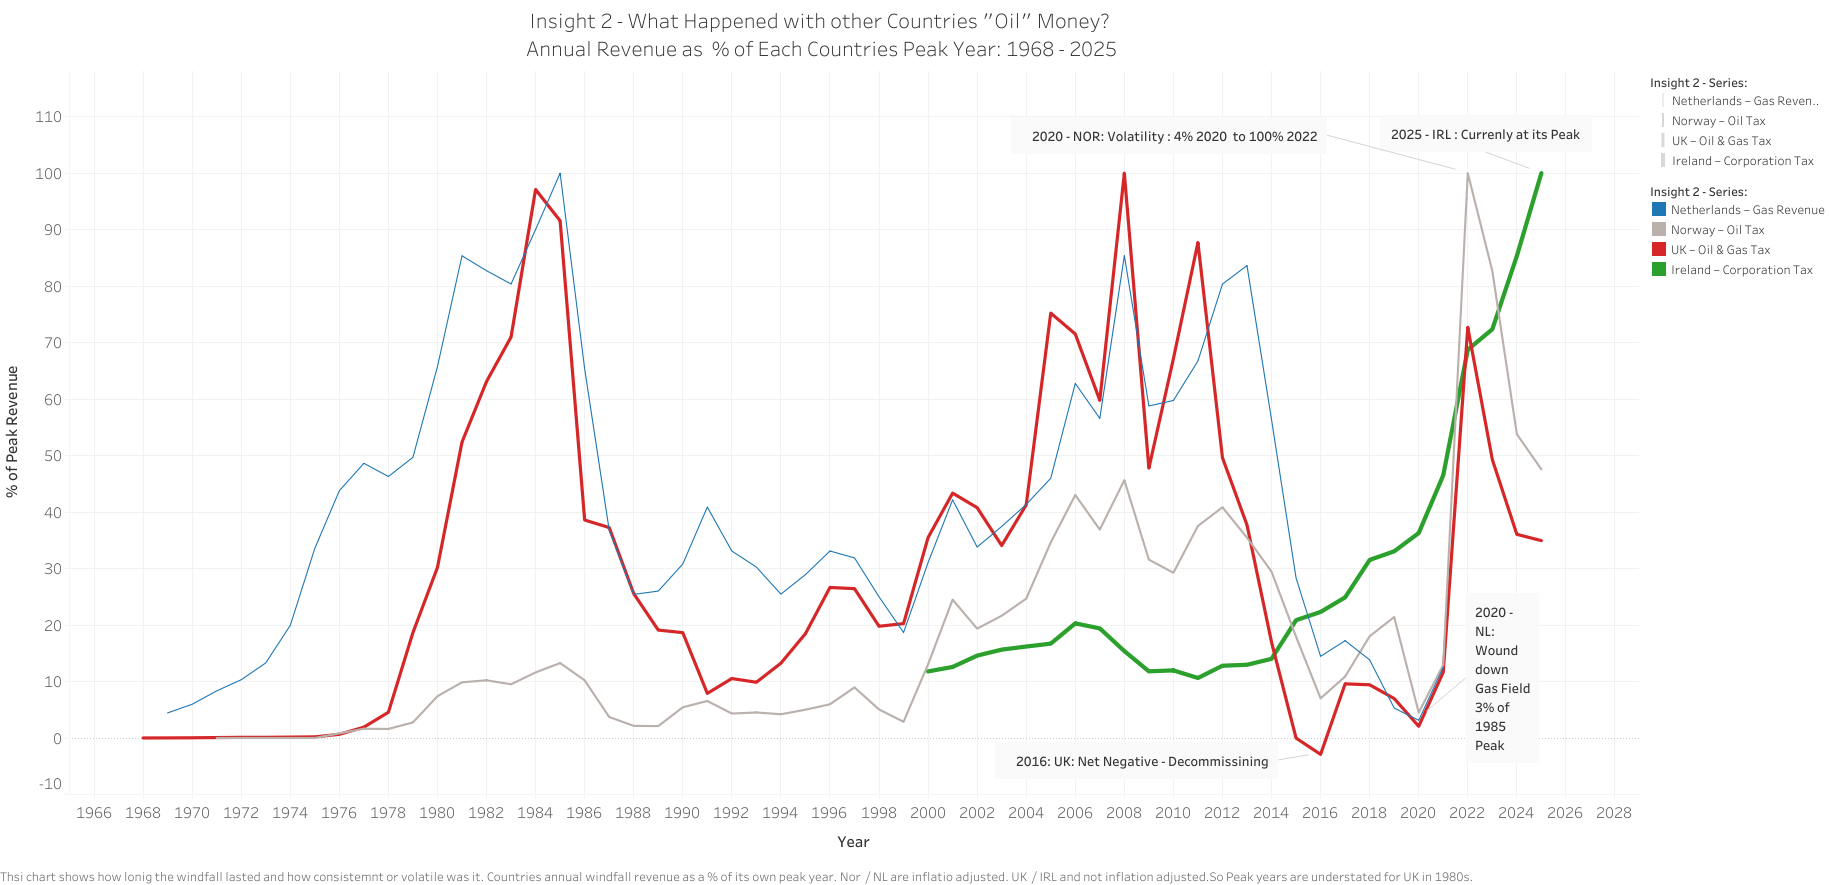 Insight 2 - What Happened with other Countries "Oil" Money?
Annual Revenue as % of Each Countries Peak Year: 1968 - 2025
Insight 2 - Series:
Netherlands – Gas Reven..
Norway – Oil Tax
UK – Oil & Gas Tax
Ireland – Corporation Tax
Insight 2 - Series:
Netherlands – Gas Revenue
Norway – Oil Tax
UK – Oil & Gas Tax
Ireland – Corporation Tax
2020 - NOR: Volatility : 4% 2020 to 100% 2022
2025 - IRL : Currenly at its Peak
% of Peak Revenue
110
100
90
80
70
60
50
40
30
20
10
0
-10
2020 -
NL:
Wound
down
Gas Field
3% of
1985
Peak
2016: UK: Net Negative - Decommissining
1966 1968 1970 1972 1974 1976 1978 1980 1982 1984 1986 1988 1990 1992 1994 1996 1998 2000 2002 2004 2006 2008 2010 2012 2014 2016 2018 2020 2022 2024 2026 2028
Year
Thsi chart shows how lonig the windfall lasted and how consistemnt or volatile was it. Countries annual windfall revenue as a % of its own peak year. Nor / NL are inflatio adjusted. UK / IRL and not inflation adjusted.So Peak years are understated for UK in 1980s.